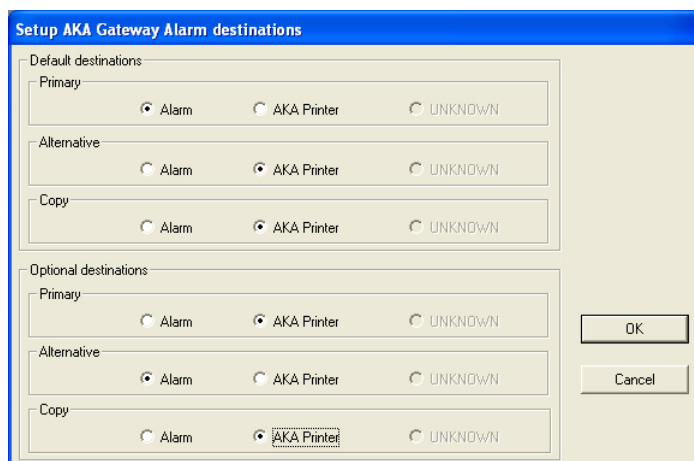 Setup AKA Gateway Alarm destinations
Default destinations
Primary
Alarm AKA Printer UNKNOWN
Alternative
Alarm AKA Printer UNKNOWN
Copy
Alarm AKA Printer UNKNOWN
Optional destinations
Primary
Alarm AKA Printer UNKNOWN
OK
Alternative
Alarm AKA Printer UNKNOWN
Cancel
Copy
Alarm AKA Printer UNKNOWN